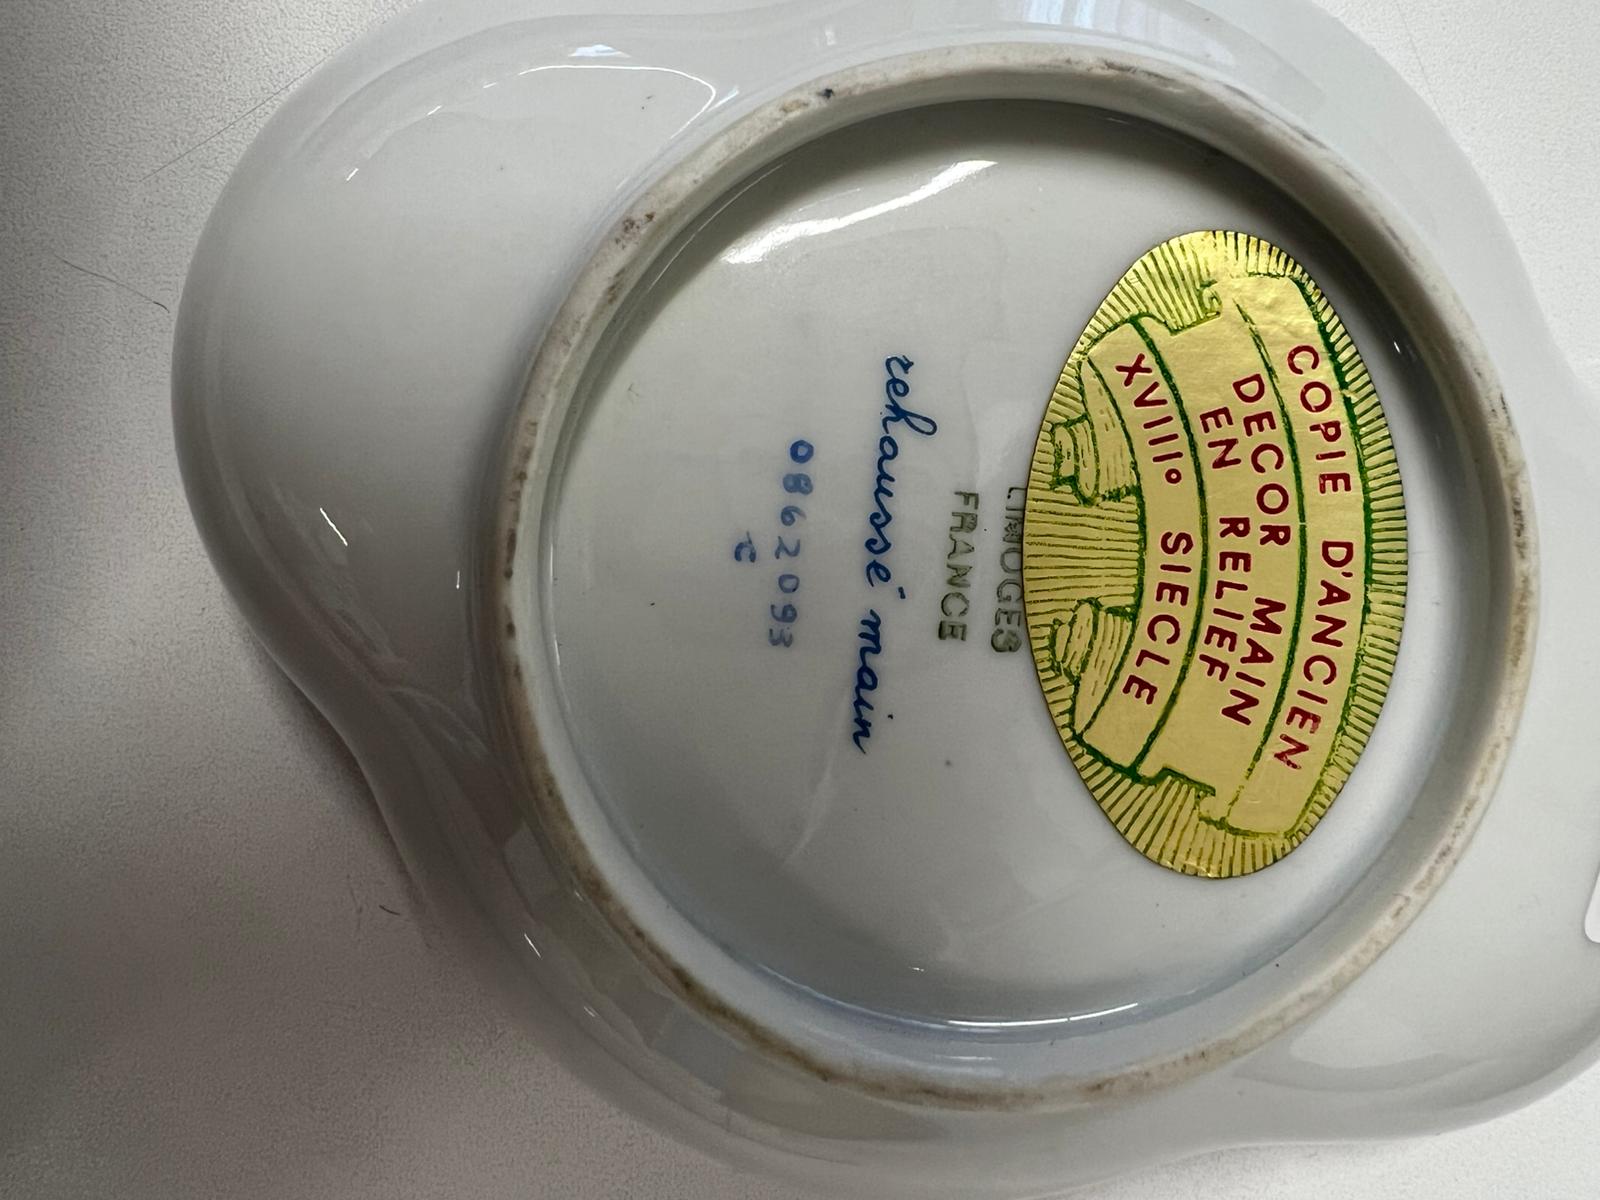 COPIE D'ANCIEN
DECOR MAIN
EN RELIEF
XVIII° SIECLE
LIMOGES
FRANCE
rehaussé main
0862093
τ